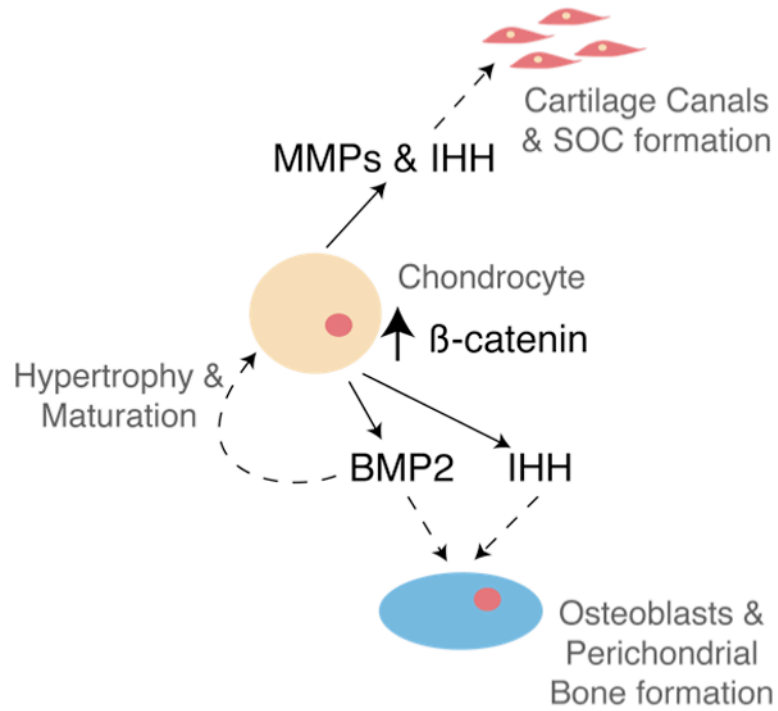 Cartilage Canals
& SOC formation
MMPs & IHH
Chondrocyte
ß-catenin
Hypertrophy &
Maturation
BMP2
IHH
Osteoblasts &
Perichondrial
Bone formation